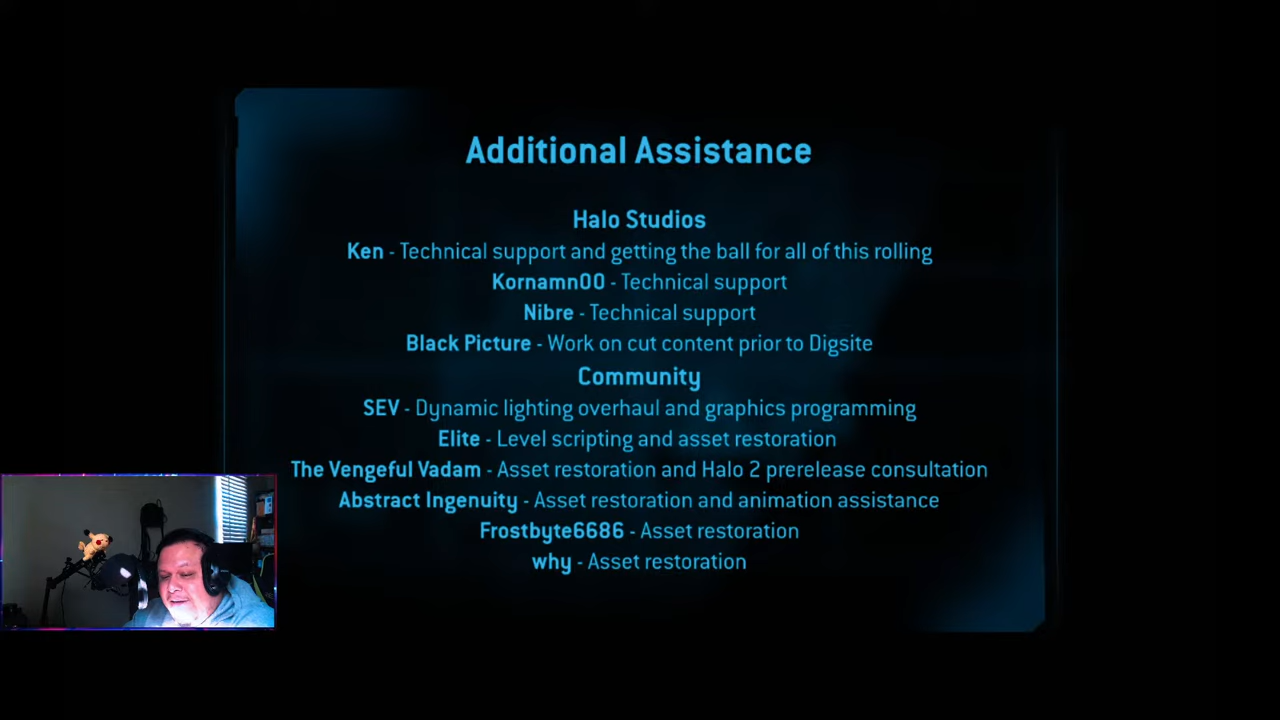 Additional Assistance
Halo Studios
Ken - Technical support and getting the ball for all of this rolling
Kornamn00 - Technical support
Nibre - Technical support
Black Picture - Work on cut content prior to Digsite
Community
SEV - Dynamic lighting overhaul and graphics programming
Elite - Level scripting and asset restoration
The Vengeful Vadam - Asset restoration and Halo 2 prerelease consultation
Abstract Ingenuity - Asset restoration and animation assistance
Frostbyte6686 - Asset restoration
why - Asset restoration